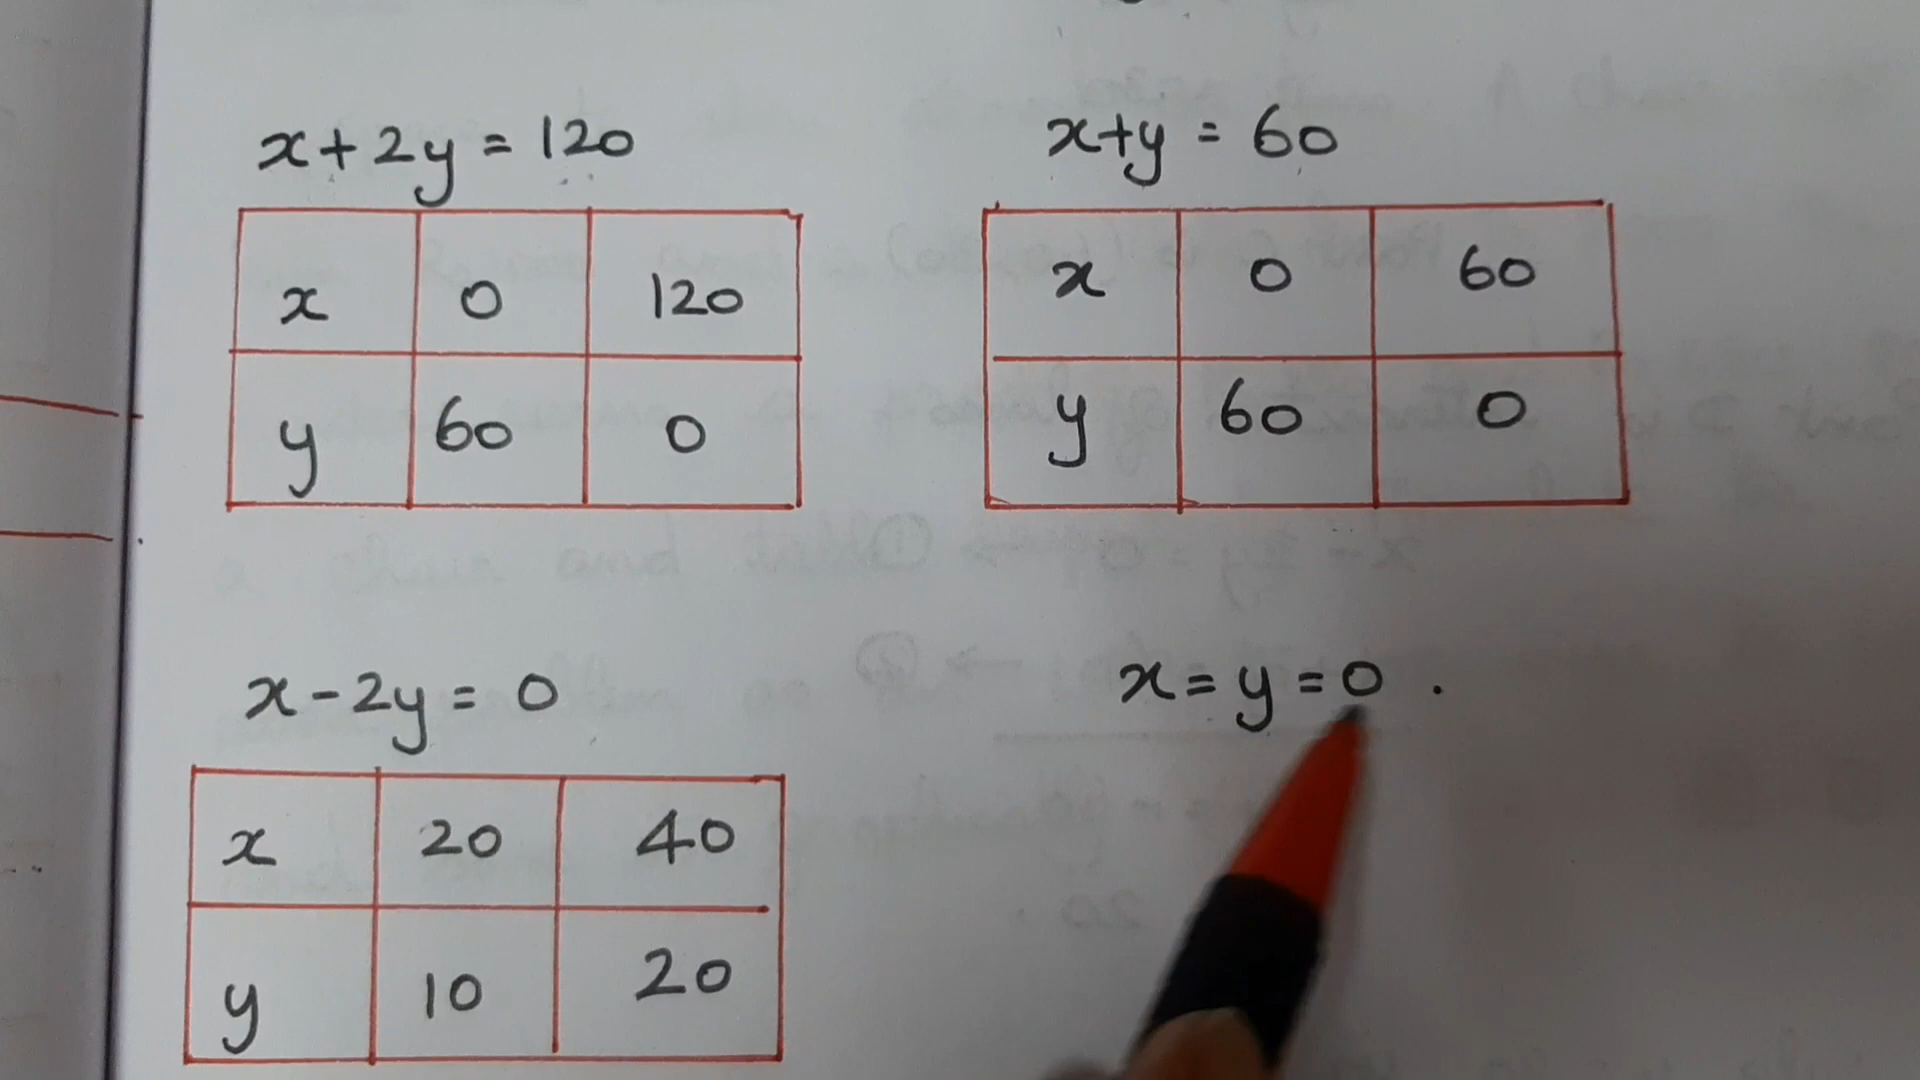 x + 2y = 120
x 0 120
y 60 0
x+y = 60
x 0 60
y 60 0
x - 2y = 0
x 20 40
y 10 20
x = y = 0 .